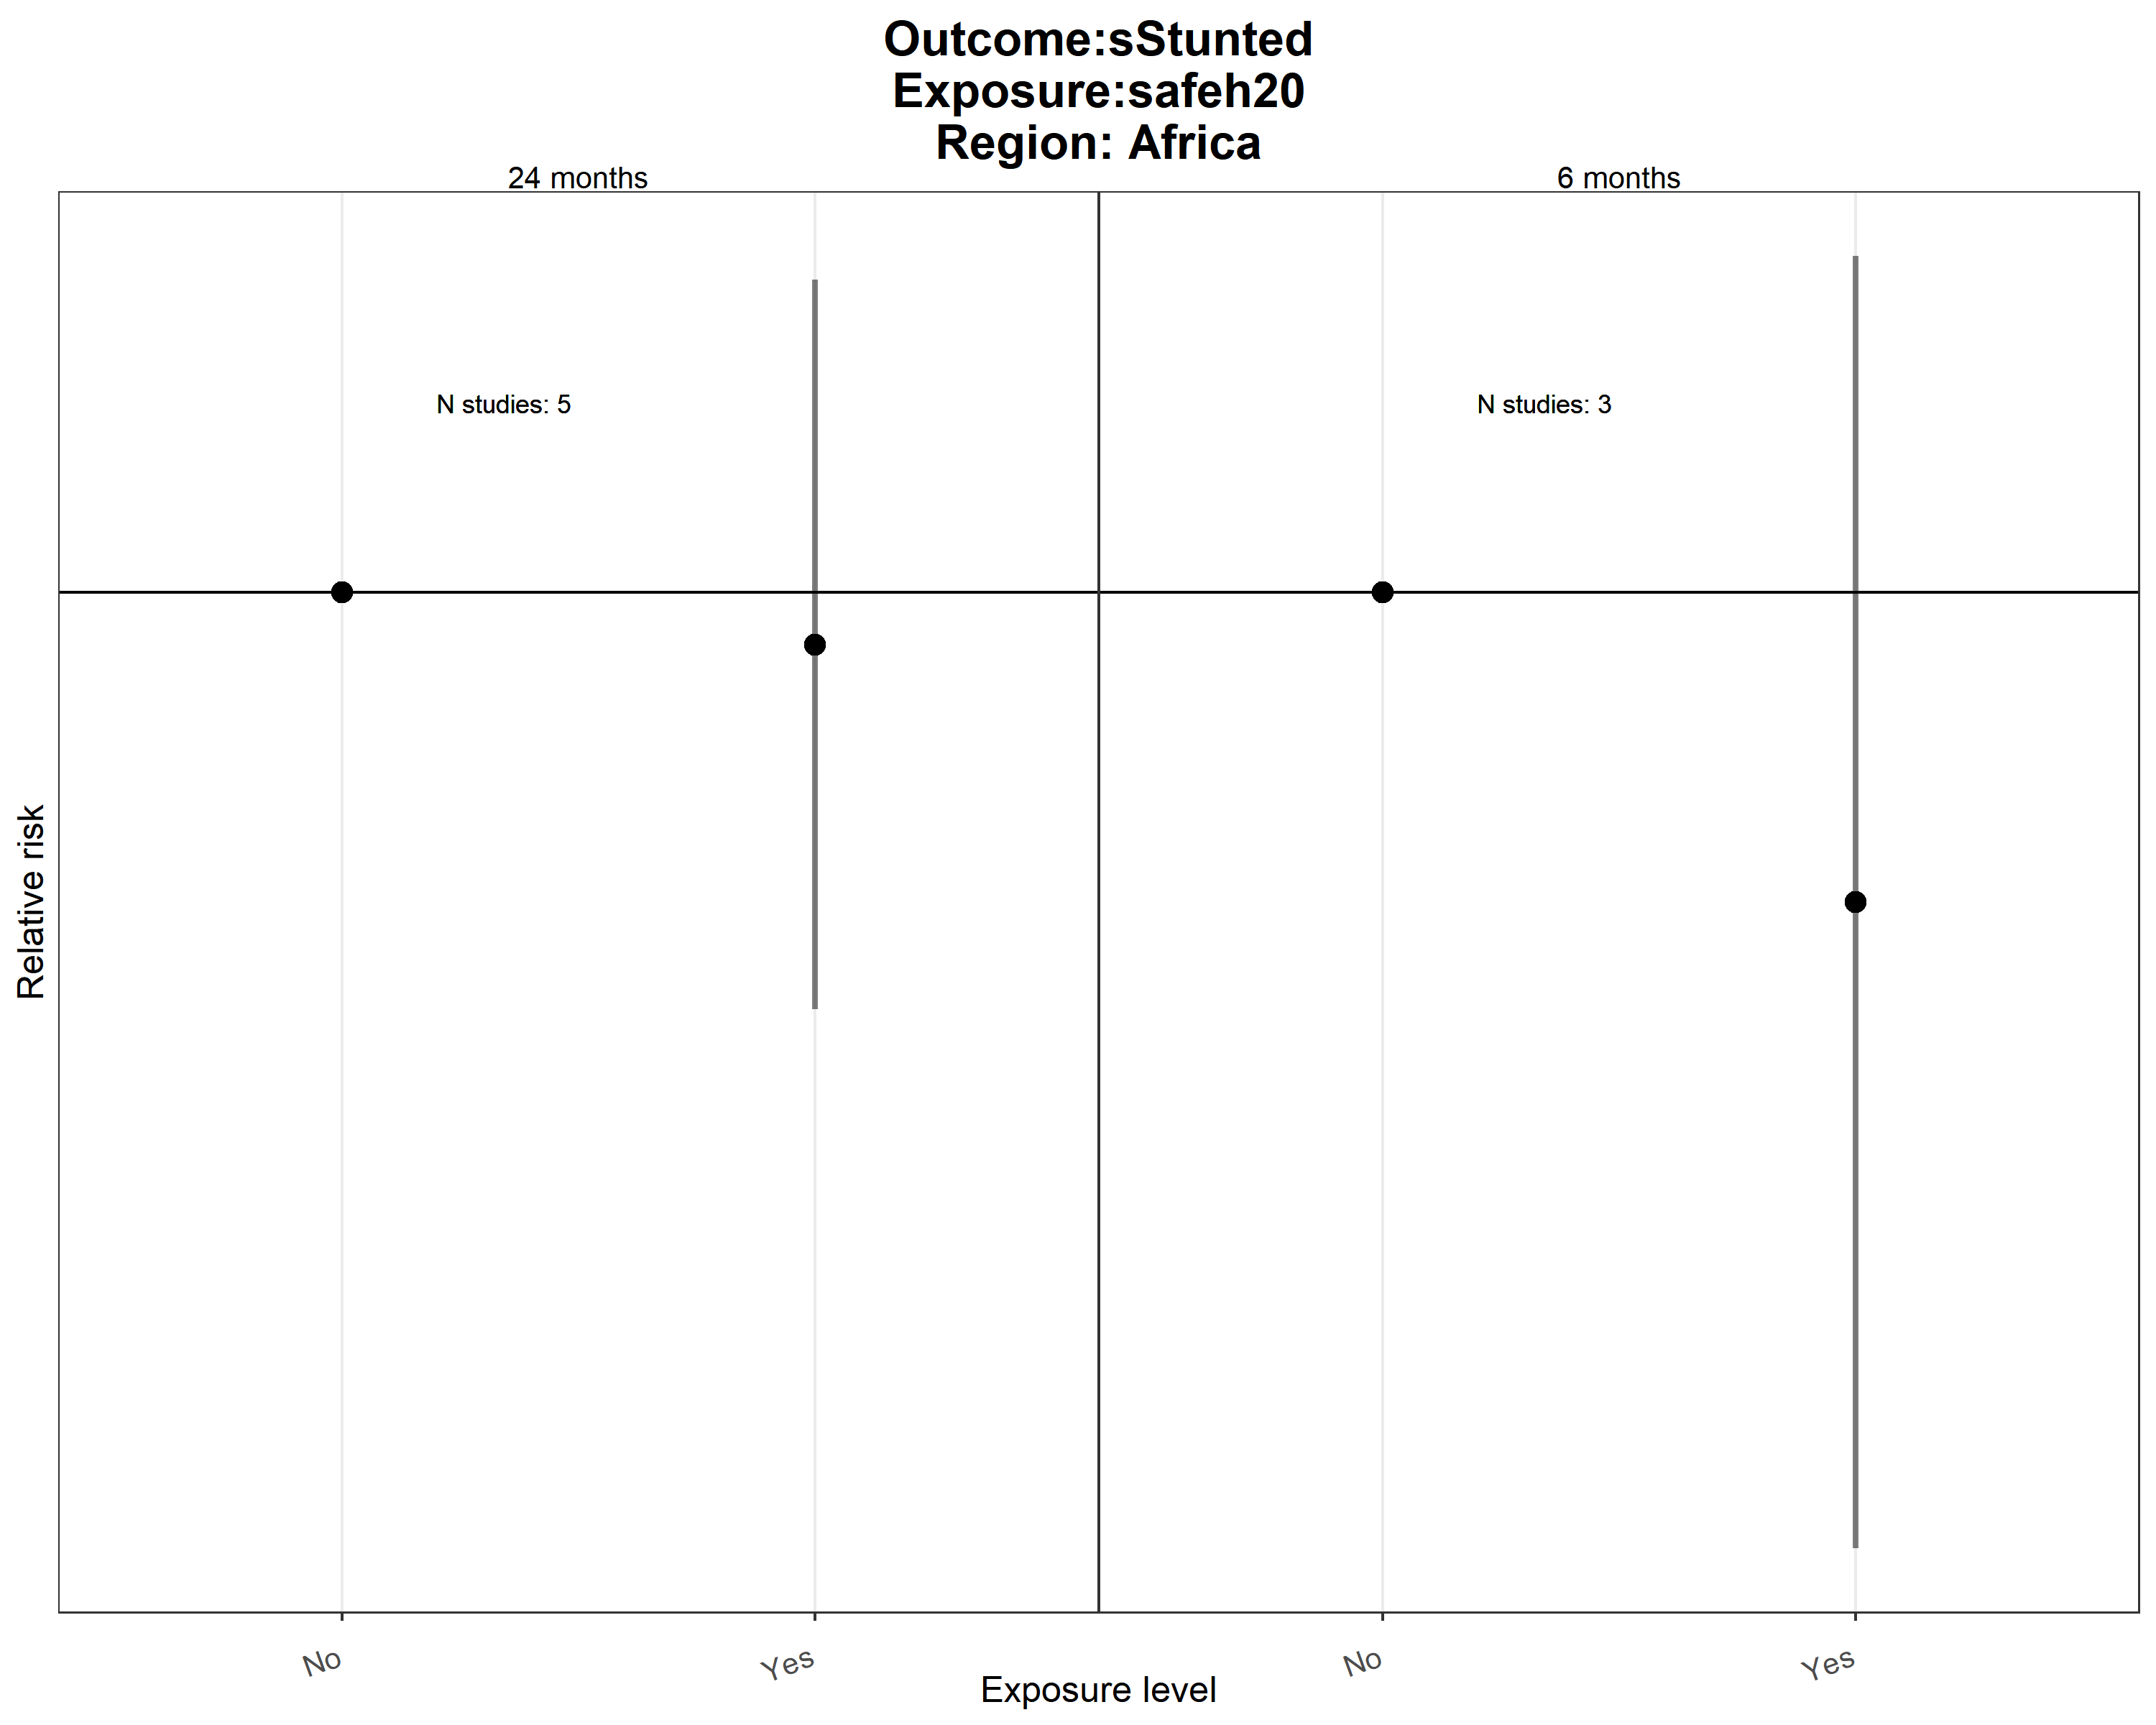 Outcome:sStunted
Exposure:safeh20
Region: Africa
24 months
6 months
N studies: 5
N studies: 3
Relative risk
No
Yes
No
Yes
Exposure level